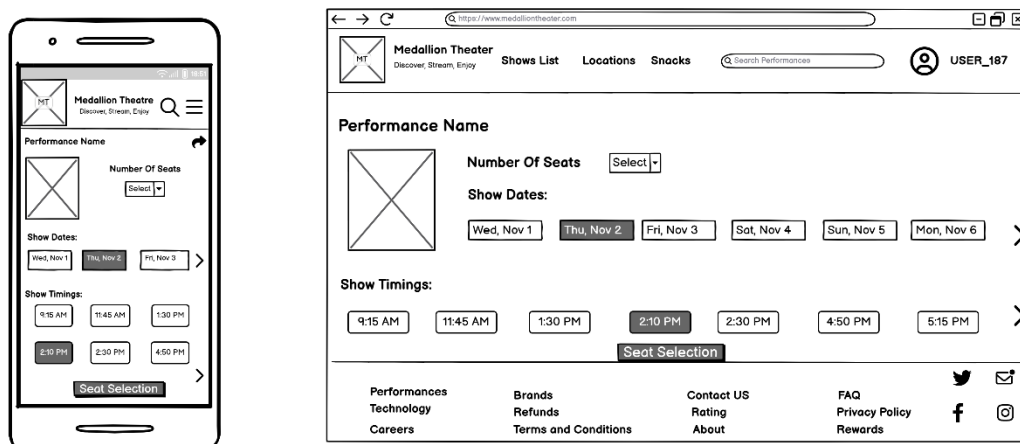 18:51
MT
Medallion Theatre
Discover, Stream, Enjoy
Performance Name
Number Of Seats
Select
Show Dates:
Wed, Nov 1
Thu, Nov 2
Fri, Nov 3
Show Timings:
9:15 AM
11:45 AM
1:30 PM
2:10 PM
2:30 PM
4:50 PM
Seat Selection
https://www.medalliontheater.com
MT
Medallion Theater
Discover, Stream, Enjoy
Shows List
Locations
Snacks
Search Performances
USER_187
Performance Name
Number Of Seats
Select
Show Dates:
Wed, Nov 1
Thu, Nov 2
Fri, Nov 3
Sat, Nov 4
Sun, Nov 5
Mon, Nov 6
Show Timings:
9:15 AM
11:45 AM
1:30 PM
2:10 PM
2:30 PM
4:50 PM
5:15 PM
Seat Selection
Performances
Technology
Careers
Brands
Refunds
Terms and Conditions
Contact US
Rating
About
FAQ
Privacy Policy
Rewards